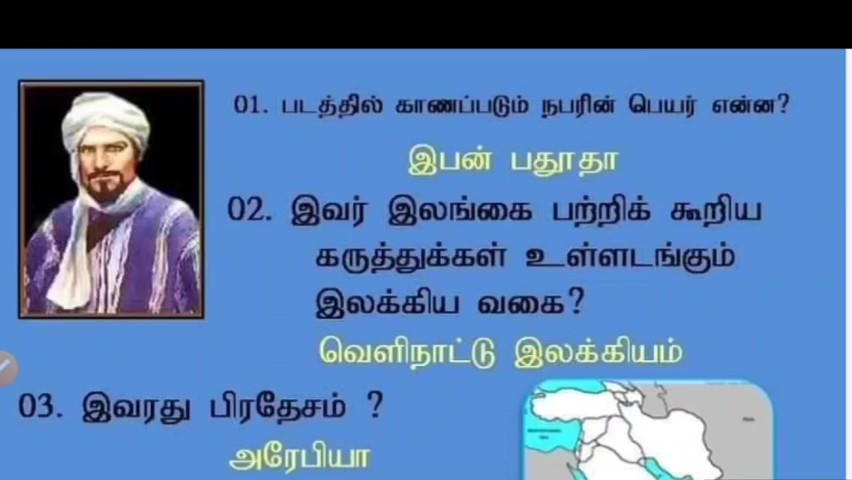 01. படத்தில் காணப்படும் நபரின் பெயர் என்ன?
இபன் பதூதா
02. இவர் இலங்கை பற்றிக் கூறிய
கருத்துக்கள் உள்ளடங்கும்
இலக்கிய வகை?
வெளிநாட்டு இலக்கியம்
03. இவரது பிரதேசம் ?
அரேபியா